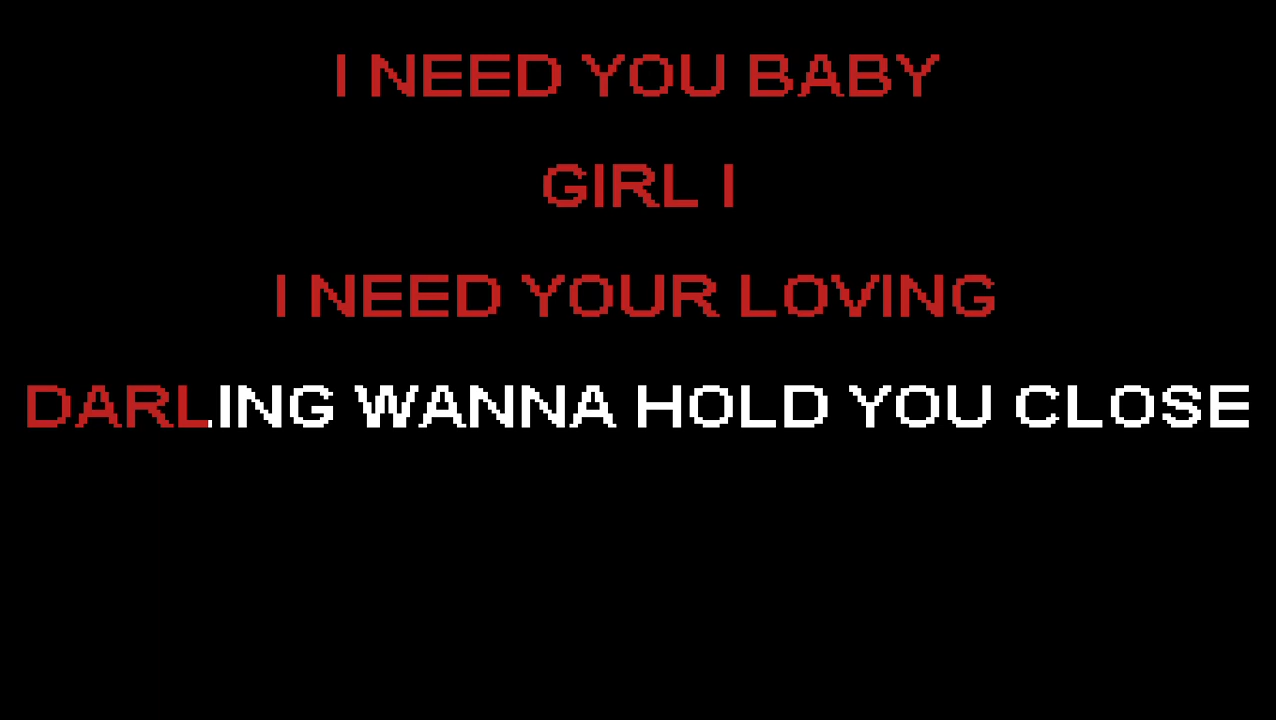 I NEED YOU BABY
GIRL I
I NEED YOUR LOVING
DARLING WANNA HOLD YOU CLOSE